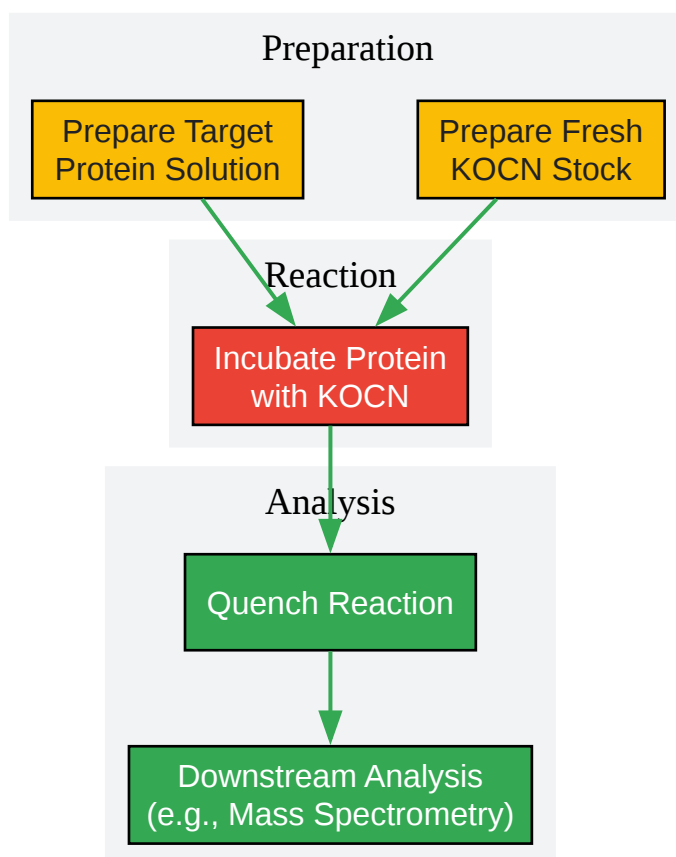 Preparation
Prepare Target
Protein Solution
Prepare Fresh
KOCN Stock
Reaction
Incubate Protein
with KOCN
Analysis
Quench Reaction
Downstream Analysis
(e.g., Mass Spectrometry)